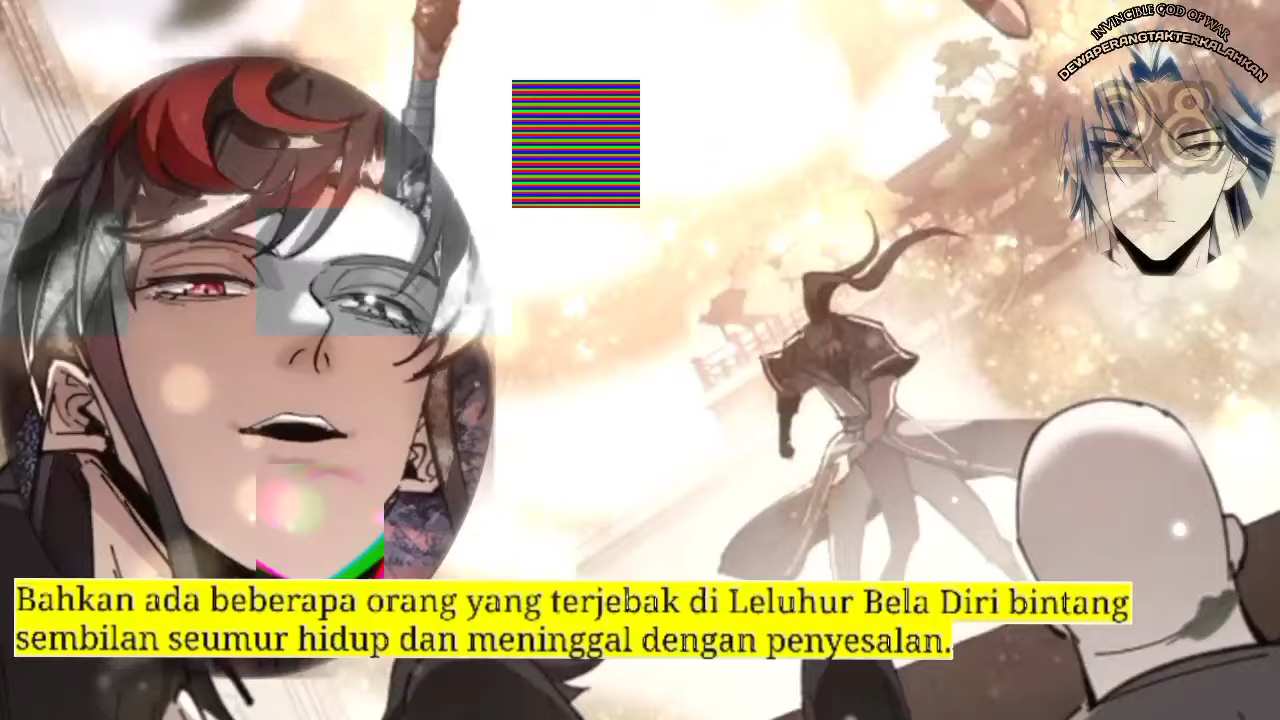 INVINCIBLE GOD OF WAR
DEWAPERANGTAKTERKALAHKAN
28
Bahkan ada beberapa orang yang terjebak di Leluhur Bela Diri bintang
sembilan seumur hidup dan meninggal dengan penyesalan.